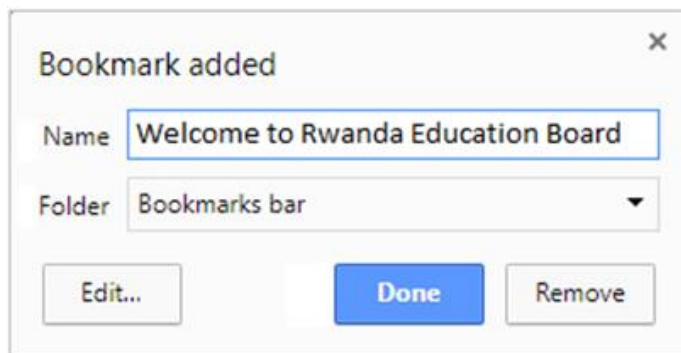 ×
Bookmark added
Name Welcome to Rwanda Education Board
Folder Bookmarks bar
Edit... Done Remove